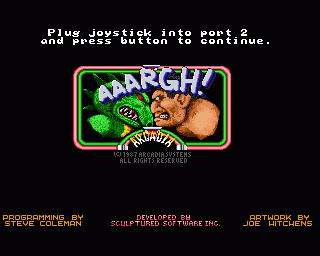 Plug joystick into port 2
and press button to continue.
AAARGH!
ARCADIA
(C) 1987 ARCADIA SYSTEMS
ALL RIGHTS RESERVED
PROGRAMMING BY
STEVE COLEMAN
DEVELOPED BY
SCULPTURED SOFTWARE INC.
ARTWORK BY
JOE HITCHENS